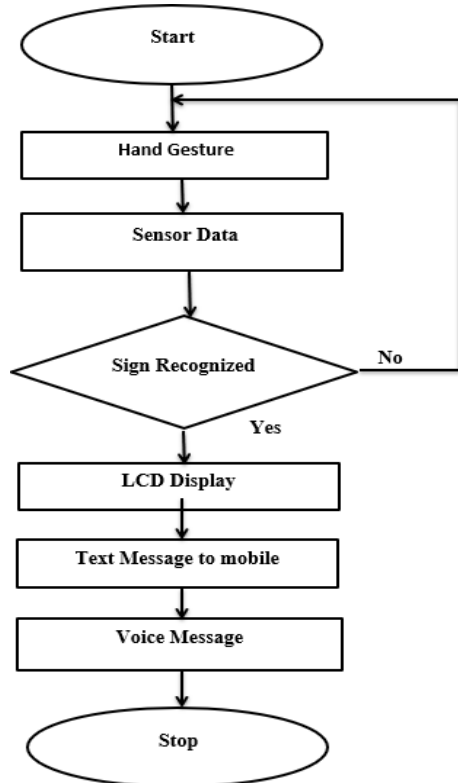 Start
Hand Gesture
Sensor Data
Sign Recognized
No
Yes
LCD Display
Text Message to mobile
Voice Message
Stop